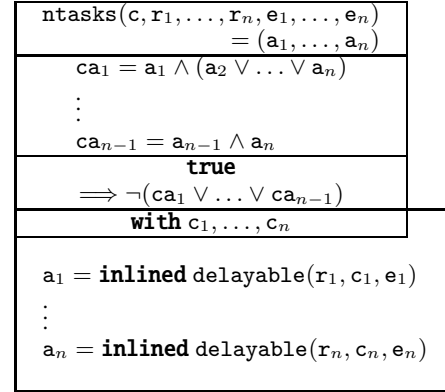 ntasks(c, r₁, . . . , rₙ, e₁, . . . , eₙ)
= (a₁, . . . , aₙ)
ca₁ = a₁ ∧ (a₂ ∨ . . . ∨ aₙ)
⋮
caₙ₋₁ = aₙ₋₁ ∧ aₙ
true
⟹ ¬(ca₁ ∨ . . . ∨ caₙ₋₁)
with c₁, . . . , cₙ
a₁ = inlined delayable(r₁, c₁, e₁)
⋮
aₙ = inlined delayable(rₙ, cₙ, eₙ)